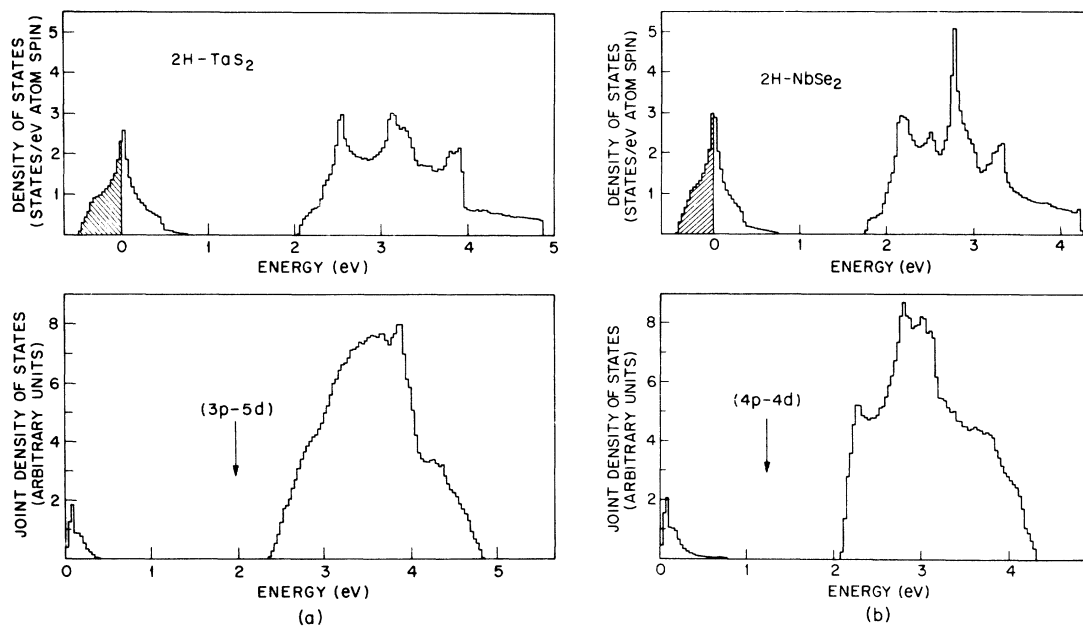 DENSITY OF STATES
(STATES/eV ATOM SPIN)
5
4
3
2
1
2H-TaS2
0 1 2 3 4 5
ENERGY (eV)
DENSITY OF STATES
(STATES/eV ATOM SPIN)
5
4
3
2
1
2H-NbSe2
0 1 2 3 4
ENERGY (eV)
JOINT DENSITY OF STATES
(ARBITRARY UNITS)
8
6
4
2
(3p-5d)
0 1 2 3 4 5
ENERGY (eV)
(a)
JOINT DENSITY OF STATES
(ARBITRARY UNITS)
8
6
4
2
(4p-4d)
0 1 2 3 4
ENERGY (eV)
(b)